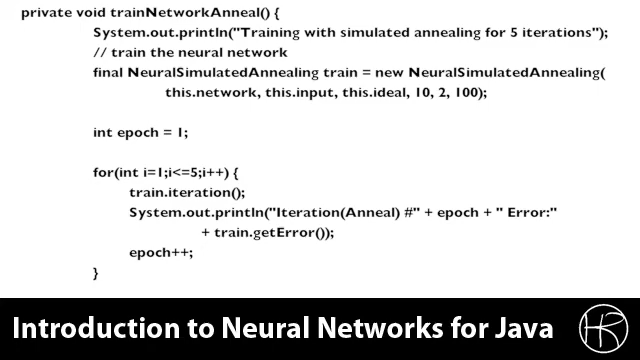 private void trainNetworkAnneal() {
System.out.println("Training with simulated annealing for 5 iterations");
// train the neural network
final NeuralSimulatedAnnealing train = new NeuralSimulatedAnnealing(
this.network, this.input, this.ideal, 10, 2, 100);
int epoch = 1;
for(int i=1;i<=5;i++) {
train.iteration();
System.out.println("Iteration(Anneal) #" + epoch + " Error:"
+ train.getError());
epoch++;
}
Introduction to Neural Networks for Java
HR